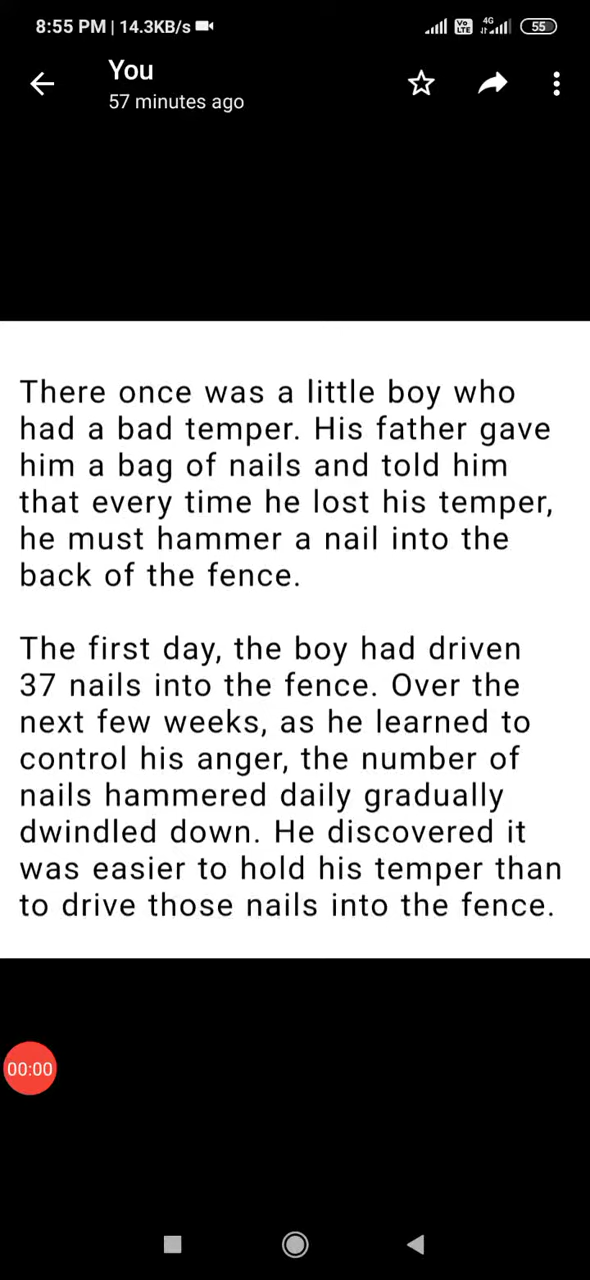 8:55 PM | 14.3KB/s
Vo LTE
4G
55
You
57 minutes ago
There once was a little boy who
had a bad temper. His father gave
him a bag of nails and told him
that every time he lost his temper,
he must hammer a nail into the
back of the fence.
The first day, the boy had driven
37 nails into the fence. Over the
next few weeks, as he learned to
control his anger, the number of
nails hammered daily gradually
dwindled down. He discovered it
was easier to hold his temper than
to drive those nails into the fence.
00:00